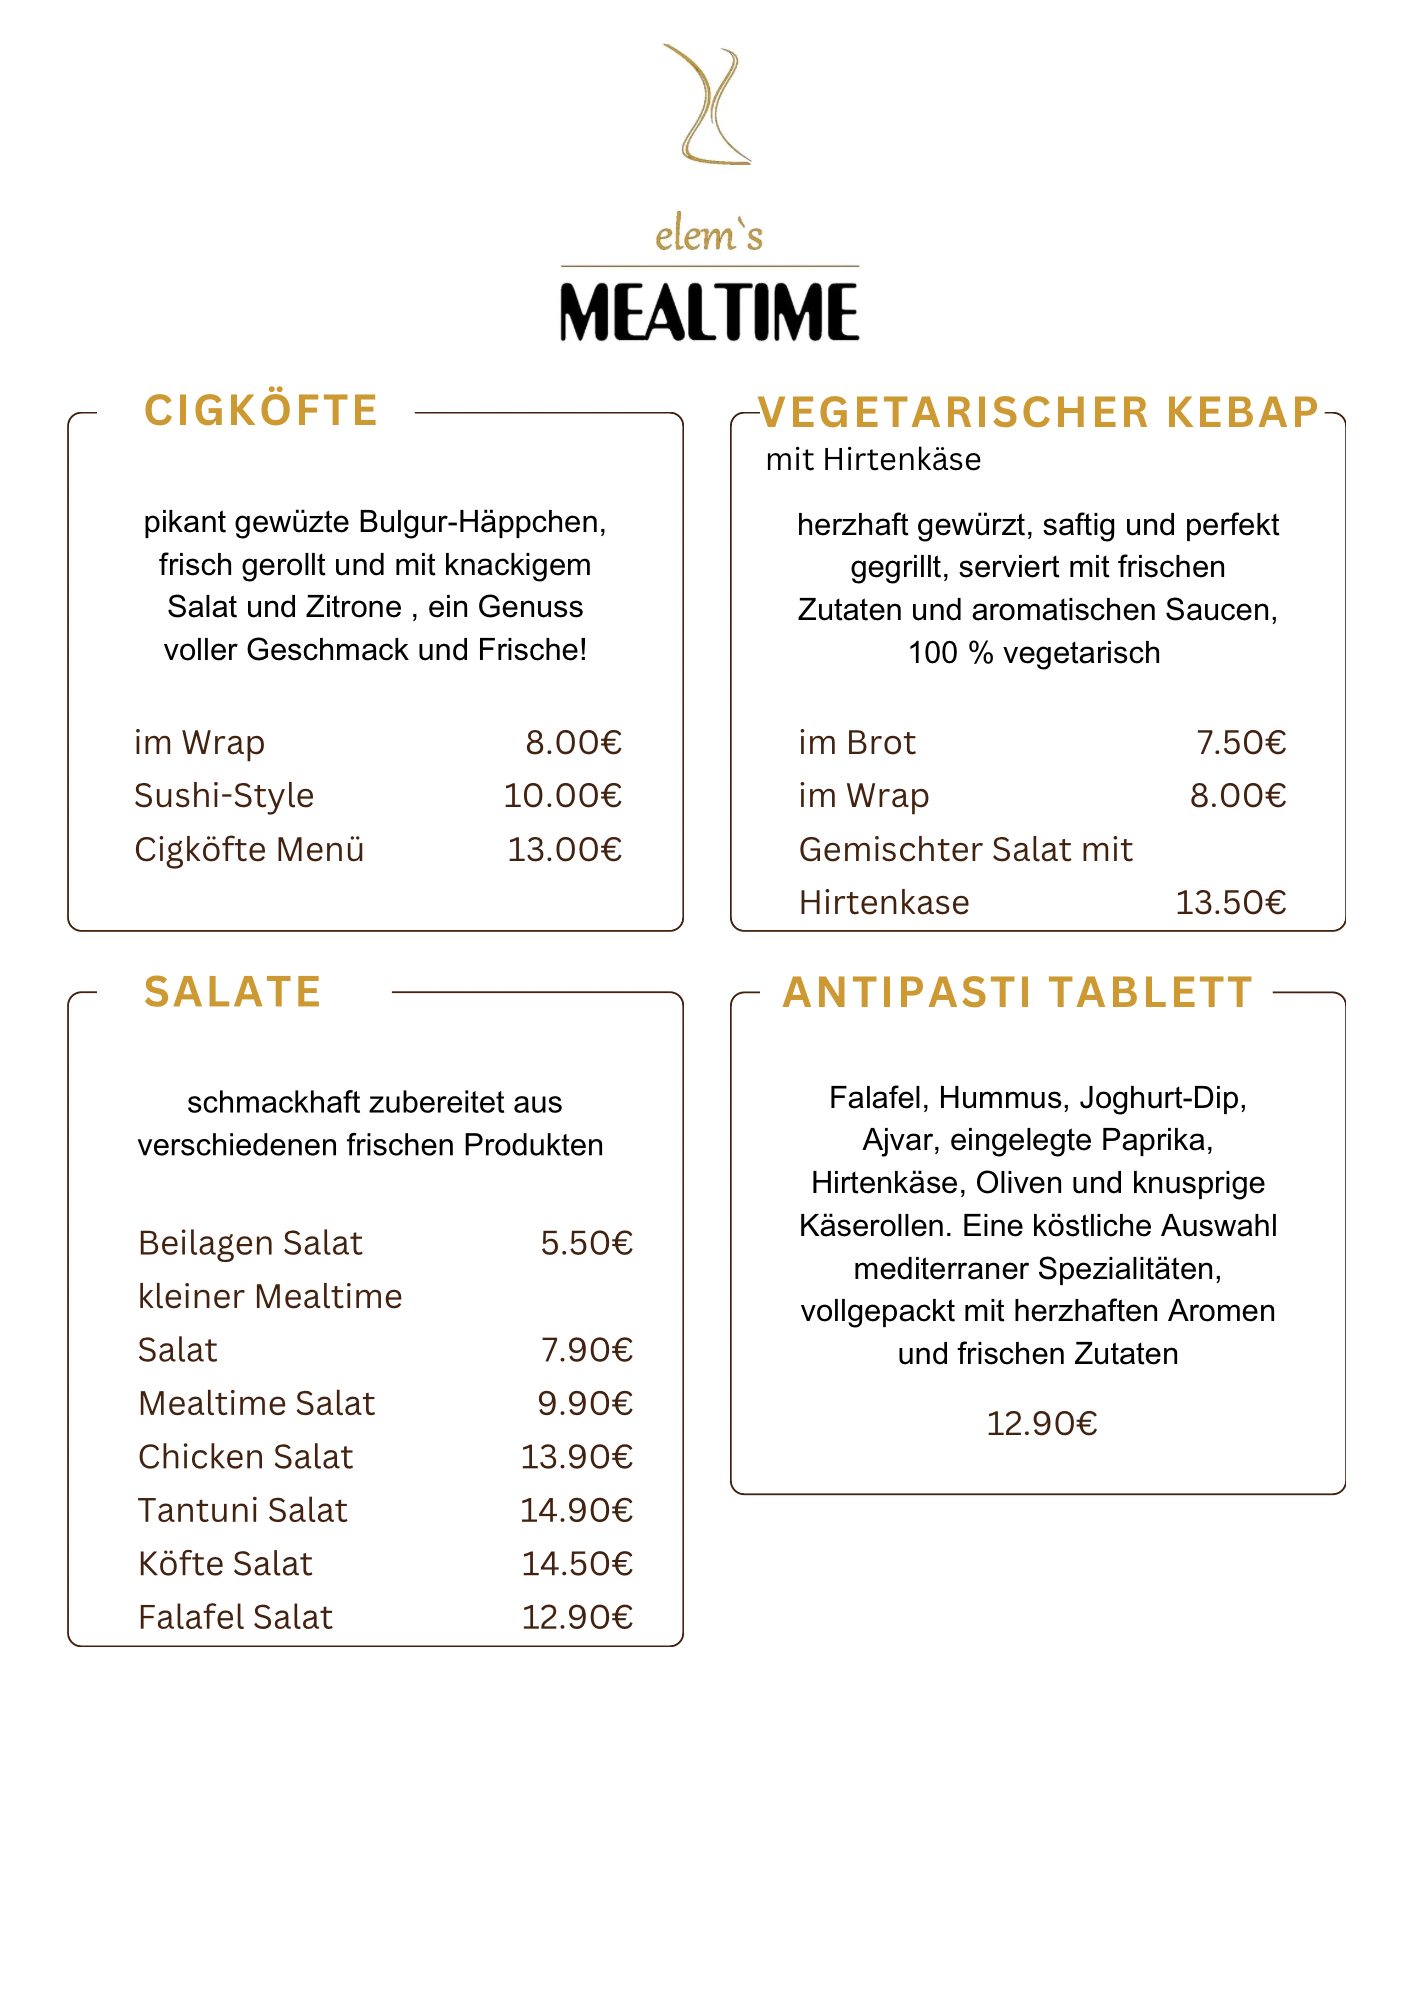 elem`s
MEALTIME
CIGKÖFTE
pikant gewüzte Bulgur-Häppchen,
frisch gerollt und mit knackigem
Salat und Zitrone , ein Genuss
voller Geschmack und Frische!
im Wrap 8.00€
Sushi-Style 10.00€
Cigköfte Menü 13.00€
VEGETARISCHER KEBAP
mit Hirtenkäse
herzhaft gewürzt, saftig und perfekt
gegrillt, serviert mit frischen
Zutaten und aromatischen Saucen,
100 % vegetarisch
im Brot 7.50€
im Wrap 8.00€
Gemischter Salat mit
Hirtenkase 13.50€
SALATE
schmackhaft zubereitet aus
verschiedenen frischen Produkten
Beilagen Salat 5.50€
kleiner Mealtime
Salat 7.90€
Mealtime Salat 9.90€
Chicken Salat 13.90€
Tantuni Salat 14.90€
Köfte Salat 14.50€
Falafel Salat 12.90€
ANTIPASTI TABLETT
Falafel, Hummus, Joghurt-Dip,
Ajvar, eingelegte Paprika,
Hirtenkäse, Oliven und knusprige
Käserollen. Eine köstliche Auswahl
mediterraner Spezialitäten,
vollgepackt mit herzhaften Aromen
und frischen Zutaten
12.90€